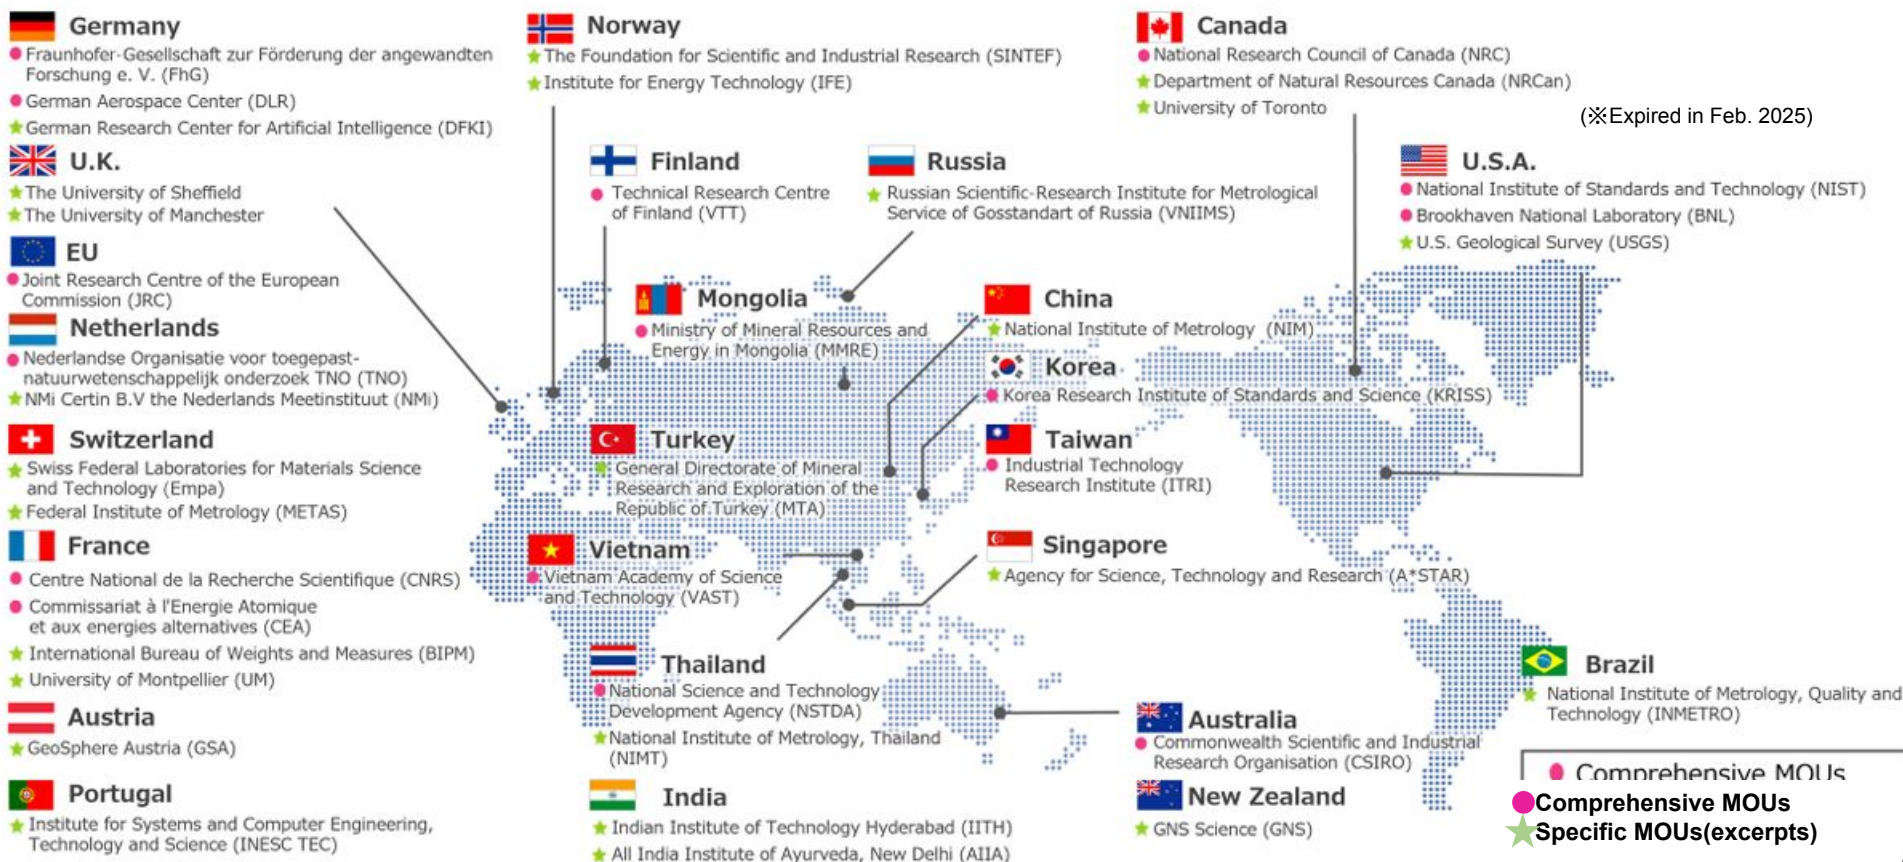 Germany
Fraunhofer-Gesellschaft zur Förderung der angewandten
Forschung e. V. (FhG)
German Aerospace Center (DLR)
German Research Center for Artificial Intelligence (DFKI)
U.K.
The University of Sheffield
The University of Manchester
EU
Joint Research Centre of the European
Commission (JRC)
Netherlands
Nederlandse Organisatie voor toegepast-
natuurwetenschappelijk onderzoek TNO (TNO)
NMi Certin B.V the Nederlands Meetinstituut (NMi)
Switzerland
Swiss Federal Laboratories for Materials Science
and Technology (Empa)
Federal Institute of Metrology (METAS)
France
Centre National de la Recherche Scientifique (CNRS)
Commissariat à l'Energie Atomique
et aux energies alternatives (CEA)
International Bureau of Weights and Measures (BIPM)
University of Montpellier (UM)
Austria
GeoSphere Austria (GSA)
Portugal
Institute for Systems and Computer Engineering,
Technology and Science (INESC TEC)
Norway
The Foundation for Scientific and Industrial Research (SINTEF)
Institute for Energy Technology (IFE)
Finland
Technical Research Centre
of Finland (VTT)
Russia
Russian Scientific-Research Institute for Metrological
Service of Gosstandart of Russia (VNIIMS)
Mongolia
Ministry of Mineral Resources and
Energy in Mongolia (MMRE)
China
National Institute of Metrology (NIM)
Korea
Korea Research Institute of Standards and Science (KRISS)
Turkey
General Directorate of Mineral
Research and Exploration of the
Republic of Turkey (MTA)
Taiwan
Industrial Technology
Research Institute (ITRI)
Vietnam
Vietnam Academy of Science
and Technology (VAST)
Singapore
Agency for Science, Technology and Research (A*STAR)
Thailand
National Science and Technology
Development Agency (NSTDA)
National Institute of Metrology, Thailand
(NIMT)
India
Indian Institute of Technology Hyderabad (IITH)
All India Institute of Ayurveda, New Delhi (AIIA)
Canada
National Research Council of Canada (NRC)
Department of Natural Resources Canada (NRCan)
University of Toronto
(※Expired in Feb. 2025)
U.S.A.
National Institute of Standards and Technology (NIST)
Brookhaven National Laboratory (BNL)
U.S. Geological Survey (USGS)
Brazil
National Institute of Metrology, Quality and
Technology (INMETRO)
Australia
Commonwealth Scientific and Industrial
Research Organisation (CSIRO)
New Zealand
GNS Science (GNS)
Comprehensive MOUs
Comprehensive MOUs
Specific MOUs(excerpts)